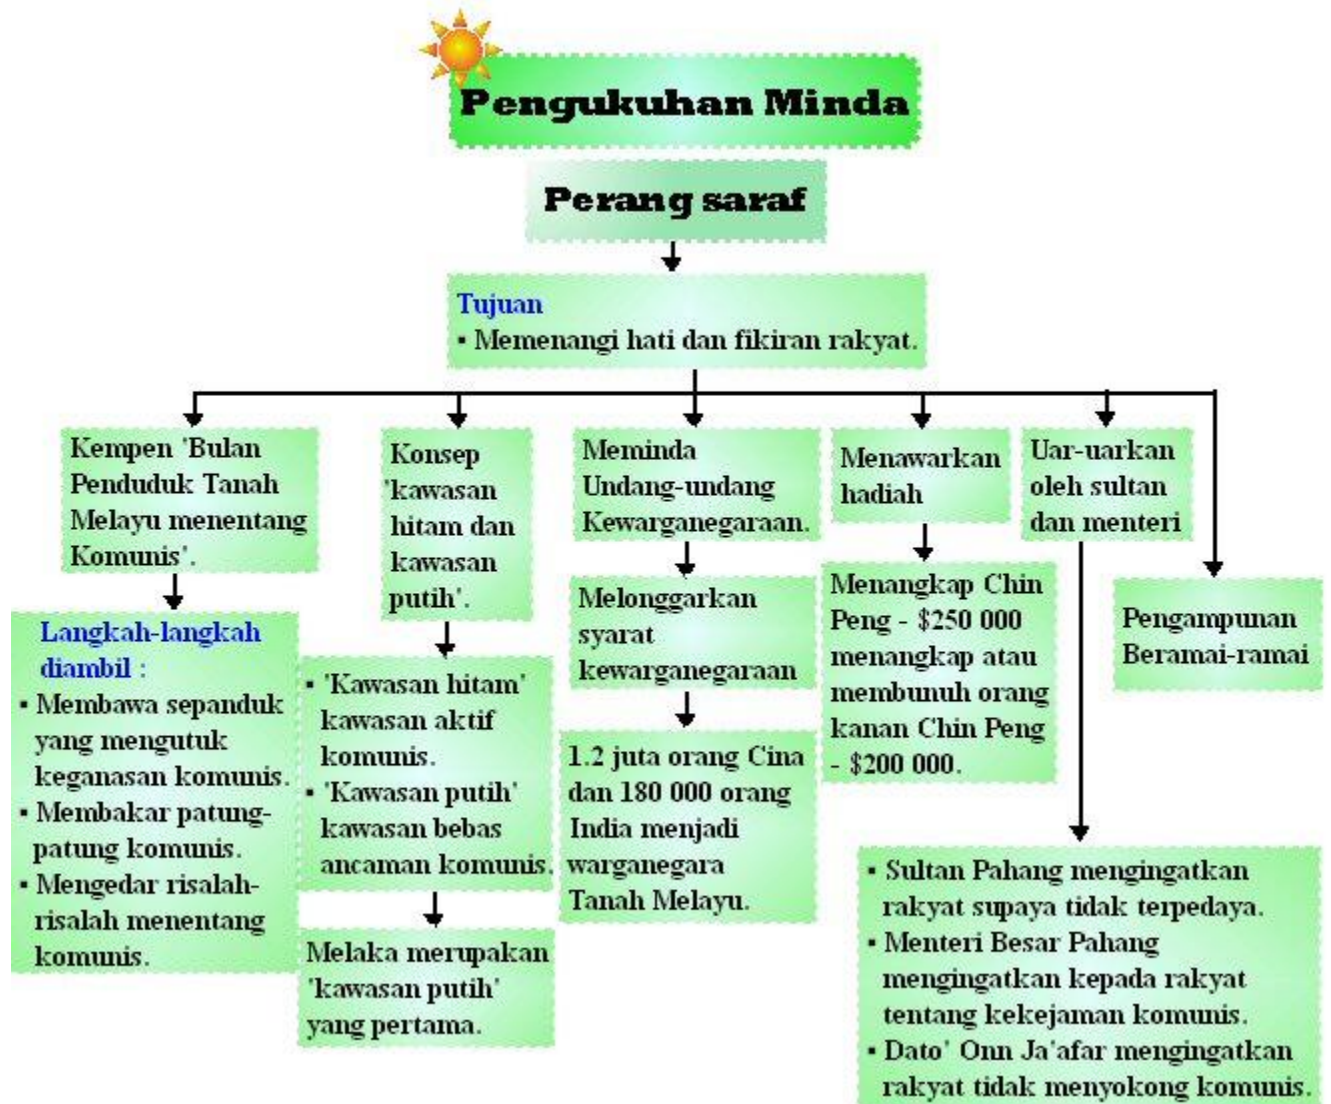 Pengukuhan Minda
Perang saraf
Tujuan
▪ Memenangi hati dan fikiran rakyat.
Kempen 'Bulan
Penduduk Tanah
Melayu menentang
Komunis'.
Langkah-langkah
diambil :
▪ Membawa sepanduk
yang mengutuk
keganasan komunis.
▪ Membakar patung-
patung komunis.
▪ Mengedar risalah-
risalah menentang
komunis.
Konsep
'kawasan
hitam dan
kawasan
putih'.
▪ 'Kawasan hitam'
kawasan aktif
komunis.
▪ 'Kawasan putih'
kawasan bebas
ancaman komunis.
Melaka merupakan
'kawasan putih'
yang pertama.
Meminda
Undang-undang
Kewarganegaraan.
Melonggarkan
syarat
kewarganegaraan
1.2 juta orang Cina
dan 180 000 orang
India menjadi
warganegara
Tanah Melayu.
Menawarkan
hadiah
Menangkap Chin
Peng - $250 000
menangkap atau
membunuh orang
kanan Chin Peng
- $200 000.
Uar-uarkan
oleh sultan
dan menteri
▪ Sultan Pahang mengingatkan
rakyat supaya tidak terpedaya.
▪ Menteri Besar Pahang
mengingatkan kepada rakyat
tentang kekejaman komunis.
▪ Dato' Onn Ja'afar mengingatkan
rakyat tidak menyokong komunis.
Pengampunan
Beramai-ramai